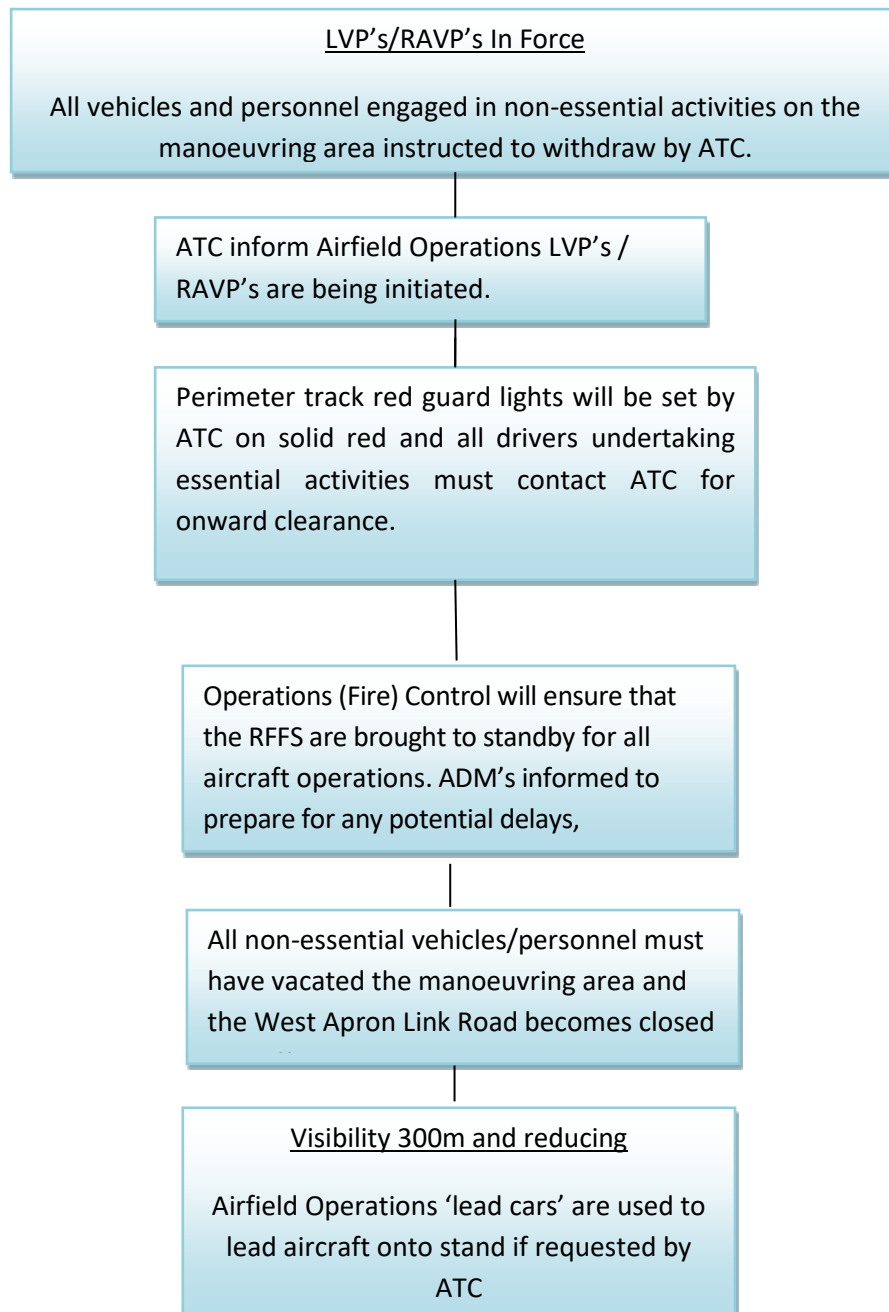 LVP’s/RAVP’s In Force
All vehicles and personnel engaged in non-essential activities on the
manoeuvring area instructed to withdraw by ATC.
ATC inform Airfield Operations LVP’s /
RAVP’s are being initiated.
Perimeter track red guard lights will be set by
ATC on solid red and all drivers undertaking
essential activities must contact ATC for
onward clearance.
Operations (Fire) Control will ensure that
the RFFS are brought to standby for all
aircraft operations. ADM’s informed to
prepare for any potential delays,
All non-essential vehicles/personnel must
have vacated the manoeuvring area and
the West Apron Link Road becomes closed
Visibility 300m and reducing
Airfield Operations ‘lead cars’ are used to
lead aircraft onto stand if requested by
ATC